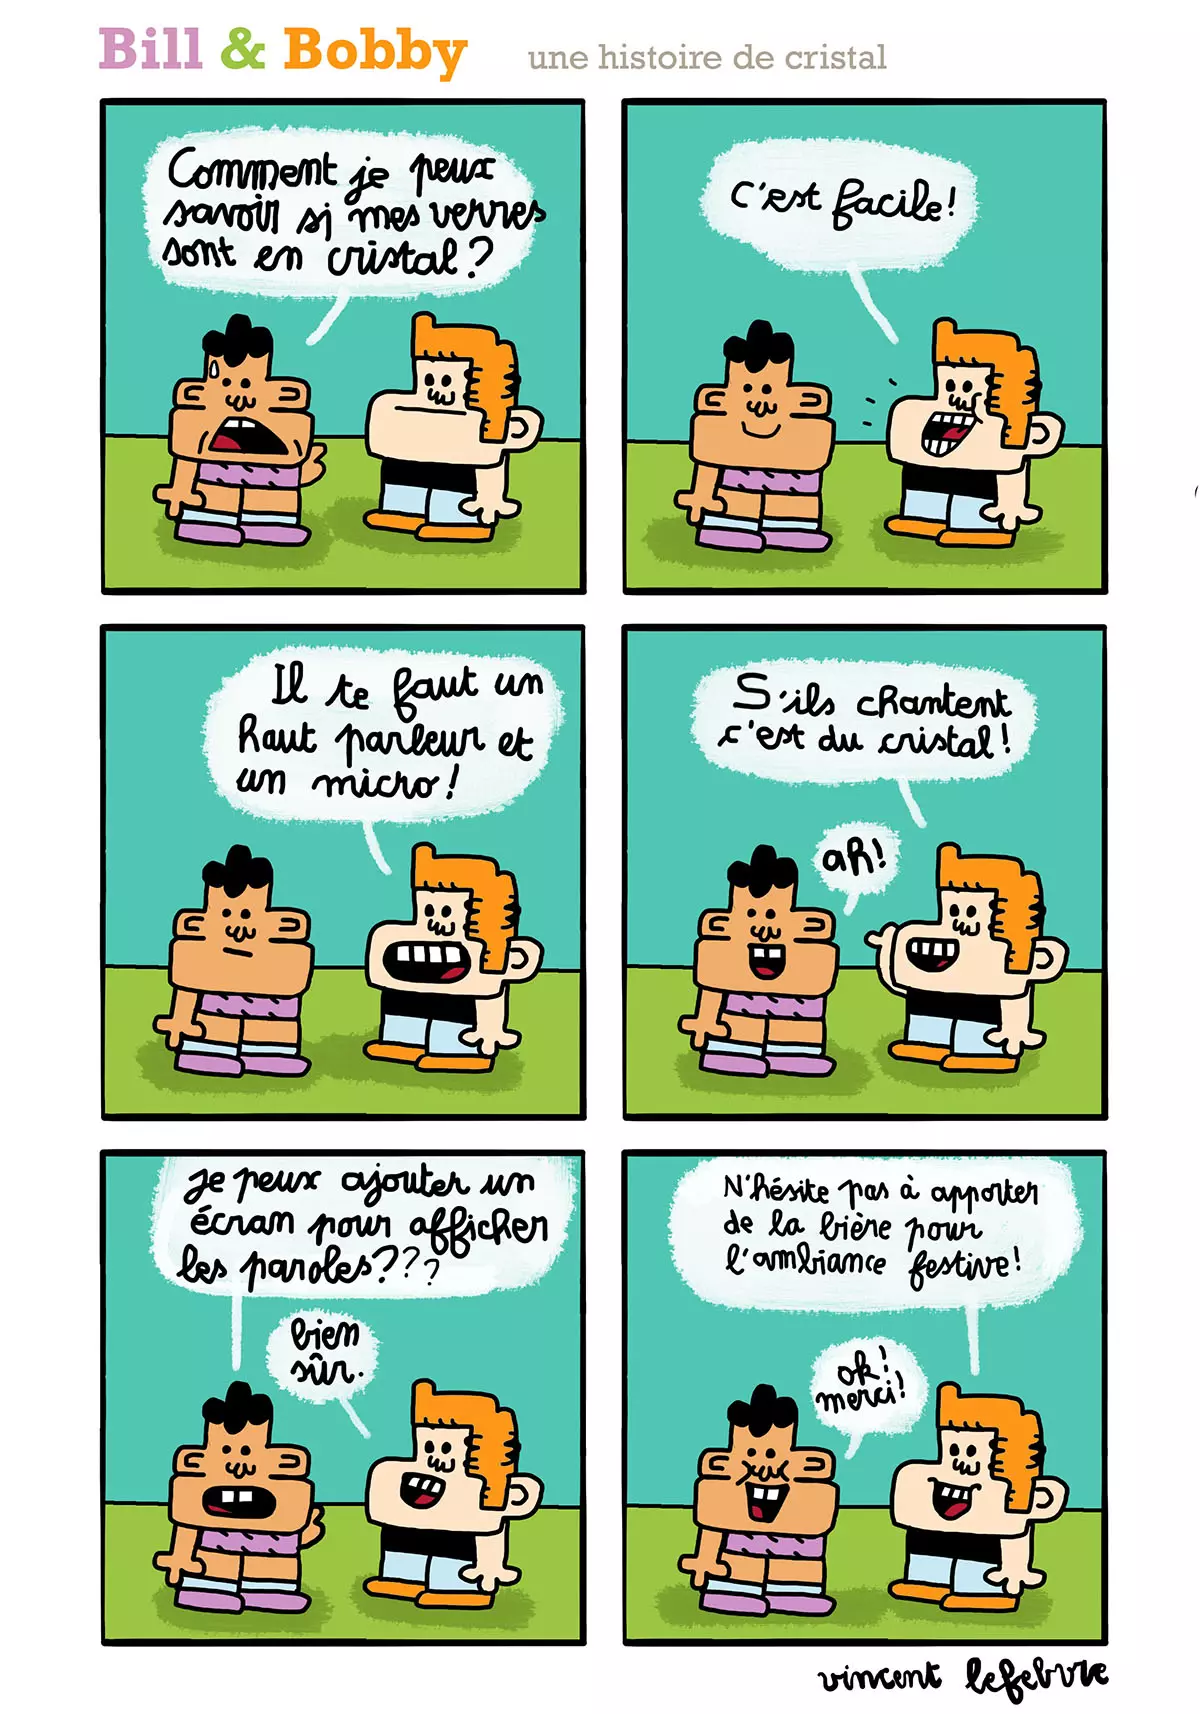 Bill & Bobby une histoire de cristal
Comment je peux
savoir si mes verres
sont en cristal?
C'est facile!
Il te faut un
haut parleur et
un micro!
S'ils chantent
c'est du cristal!
ah!
Je peux ajouter un
écran pour afficher
les paroles???
bien
sûr.
N'hésite pas à apporter
de la bière pour
l'ambiance festive!
ok!
merci!
vincent lefebvre